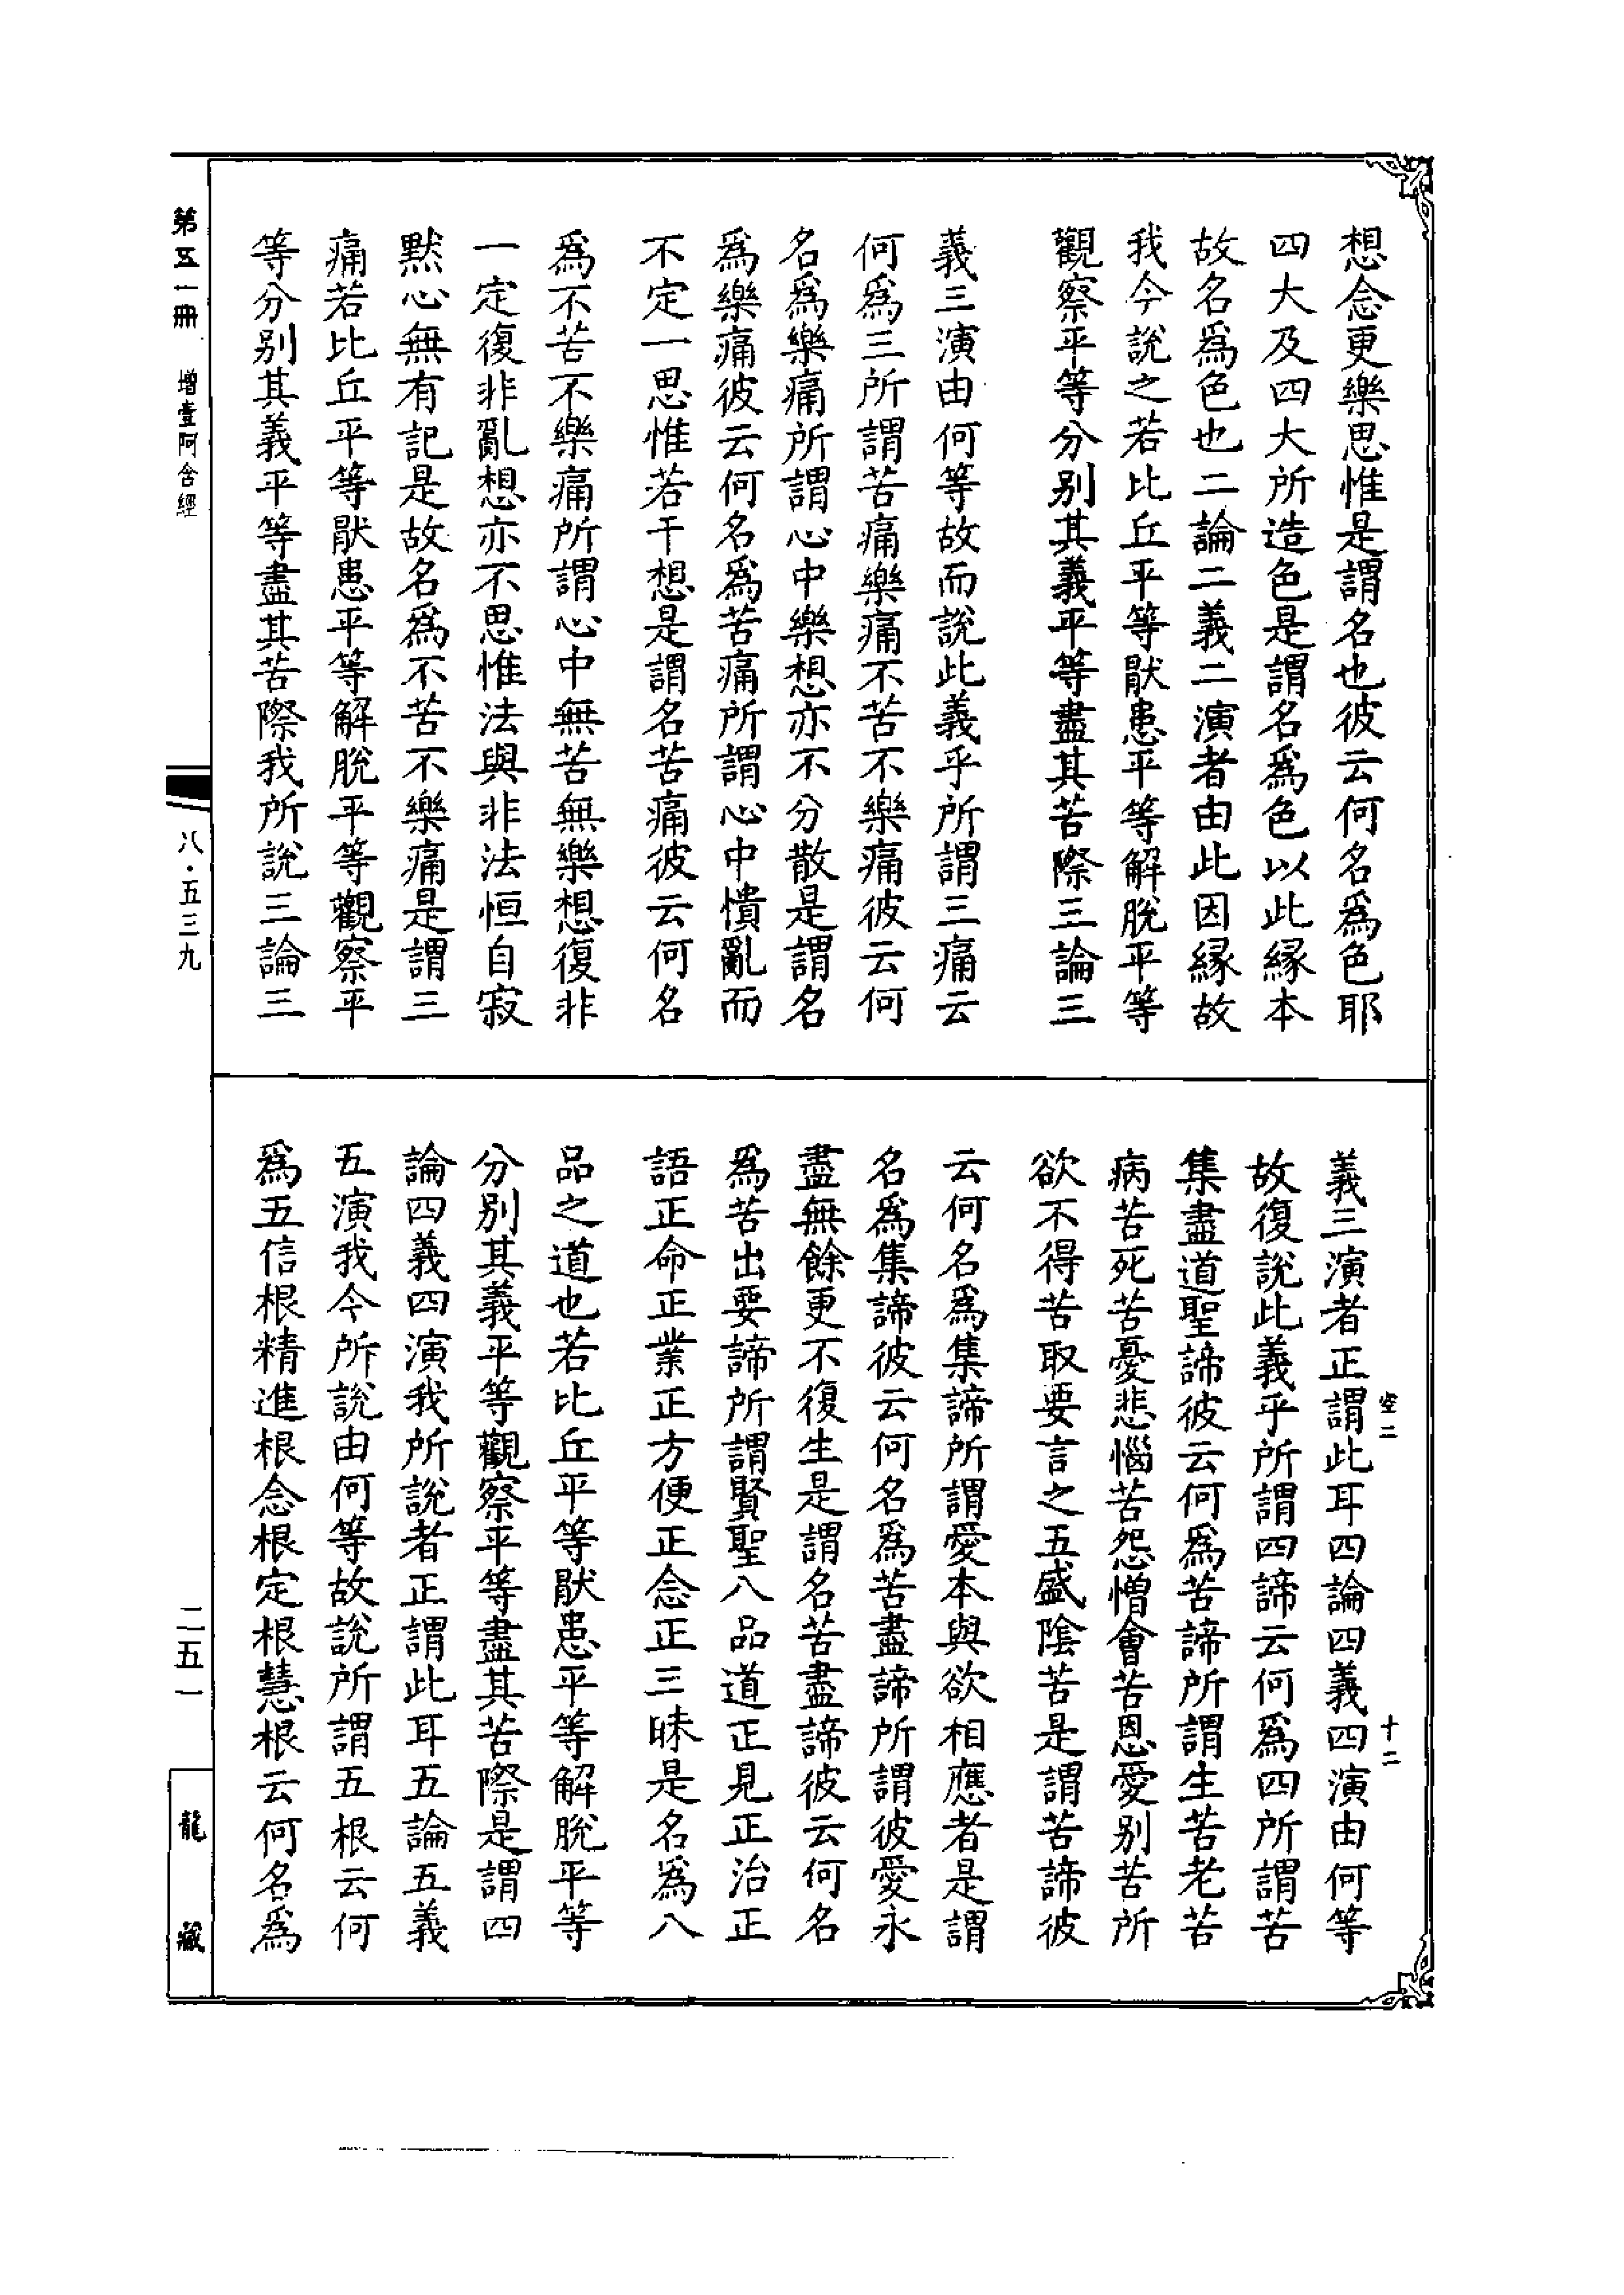 想念更樂思惟是謂名也彼云何名為色耶
四大及四大所造色是謂名為色以此緣本
故名為色也二論二義二演者由此因緣故
我今說之若比丘平等猒患平等解脫平等
觀察平等分別其義平等盡其苦際三論三
義三演由何等故而說此義乎所謂三痛云
何為三所謂苦痛樂痛不苦不樂痛彼云何
名為樂痛所謂心中樂想亦不分散是謂名
為樂痛彼云何名為苦痛所謂心中憒亂而
不定一思惟若干想是謂名苦痛彼云何名
為不苦不樂痛所謂心中無苦無樂想復非
一定復非亂想亦不思惟法與非法恒自寂
默心無有記是故名為不苦不樂痛是謂三
痛若比丘平等猒患平等解脫平等觀察平
等分別其義平等盡其苦際我所說三論三
義三演者正謂此耳四論四義四演由何等
故復說此義乎所謂四諦云何為四所謂苦
集盡道聖諦彼云何為苦諦所謂生苦老苦
病苦死苦憂悲惱苦怨憎會苦恩愛別苦所
欲不得苦取要言之五盛陰苦是謂苦諦彼
云何名為集諦所謂愛本與欲相應者是謂
名為集諦彼云何名為苦盡諦所謂彼愛永
盡無餘更不復生是謂名苦盡諦彼云何名
為苦出要諦所謂賢聖八品道正見正治正
語正命正業正方便正念正三昧是名為八
品之道也若比丘平等猒患平等解脫平等
分別其義平等觀察平等盡其苦際是謂四
論四義四演我所說者正謂此耳五論五義
五演我今所說由何等故說所謂五根云何
為五信根精進根念根定根慧根云何名為
空二
十二
第五一冊 增壹阿含經
八·五三九
二五一
龍藏